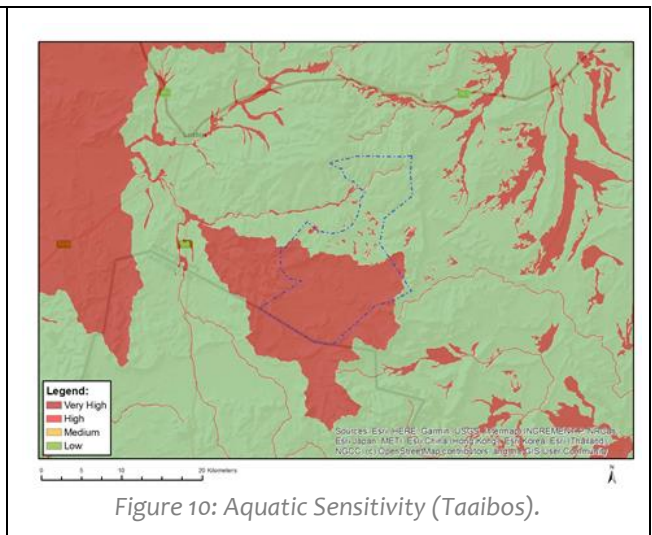 Legend:
Very High
High
Medium
Low
Sources: Esri, HERE, Garmin, USGS, Intermap, INCREMENT P, NRCan,
Esri Japan, METI, Esri China (Hong Kong), Esri Korea, Esri (Thailand),
NGCC, (c) OpenStreetMap contributors, and the GIS User Community
0 5 10 20 Kilometers
N
Figure 10: Aquatic Sensitivity (Taaibos).